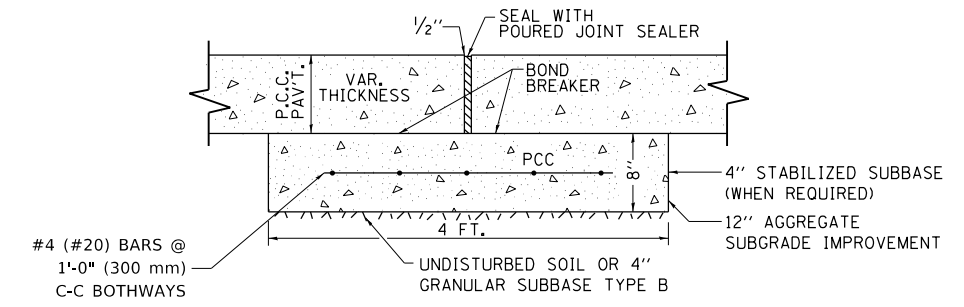 1/2"
SEAL WITH
POURED JOINT SEALER
P.C.C.
PAV'T.
VAR.
THICKNESS
BOND
BREAKER
PCC
8"
4" STABILIZED SUBBASE
(WHEN REQUIRED)
12" AGGREGATE
SUBGRADE IMPROVEMENT
4 FT.
#4 (#20) BARS @
1'-0" (300 mm)
C-C BOTHWAYS
UNDISTURBED SOIL OR 4"
GRANULAR SUBBASE TYPE B